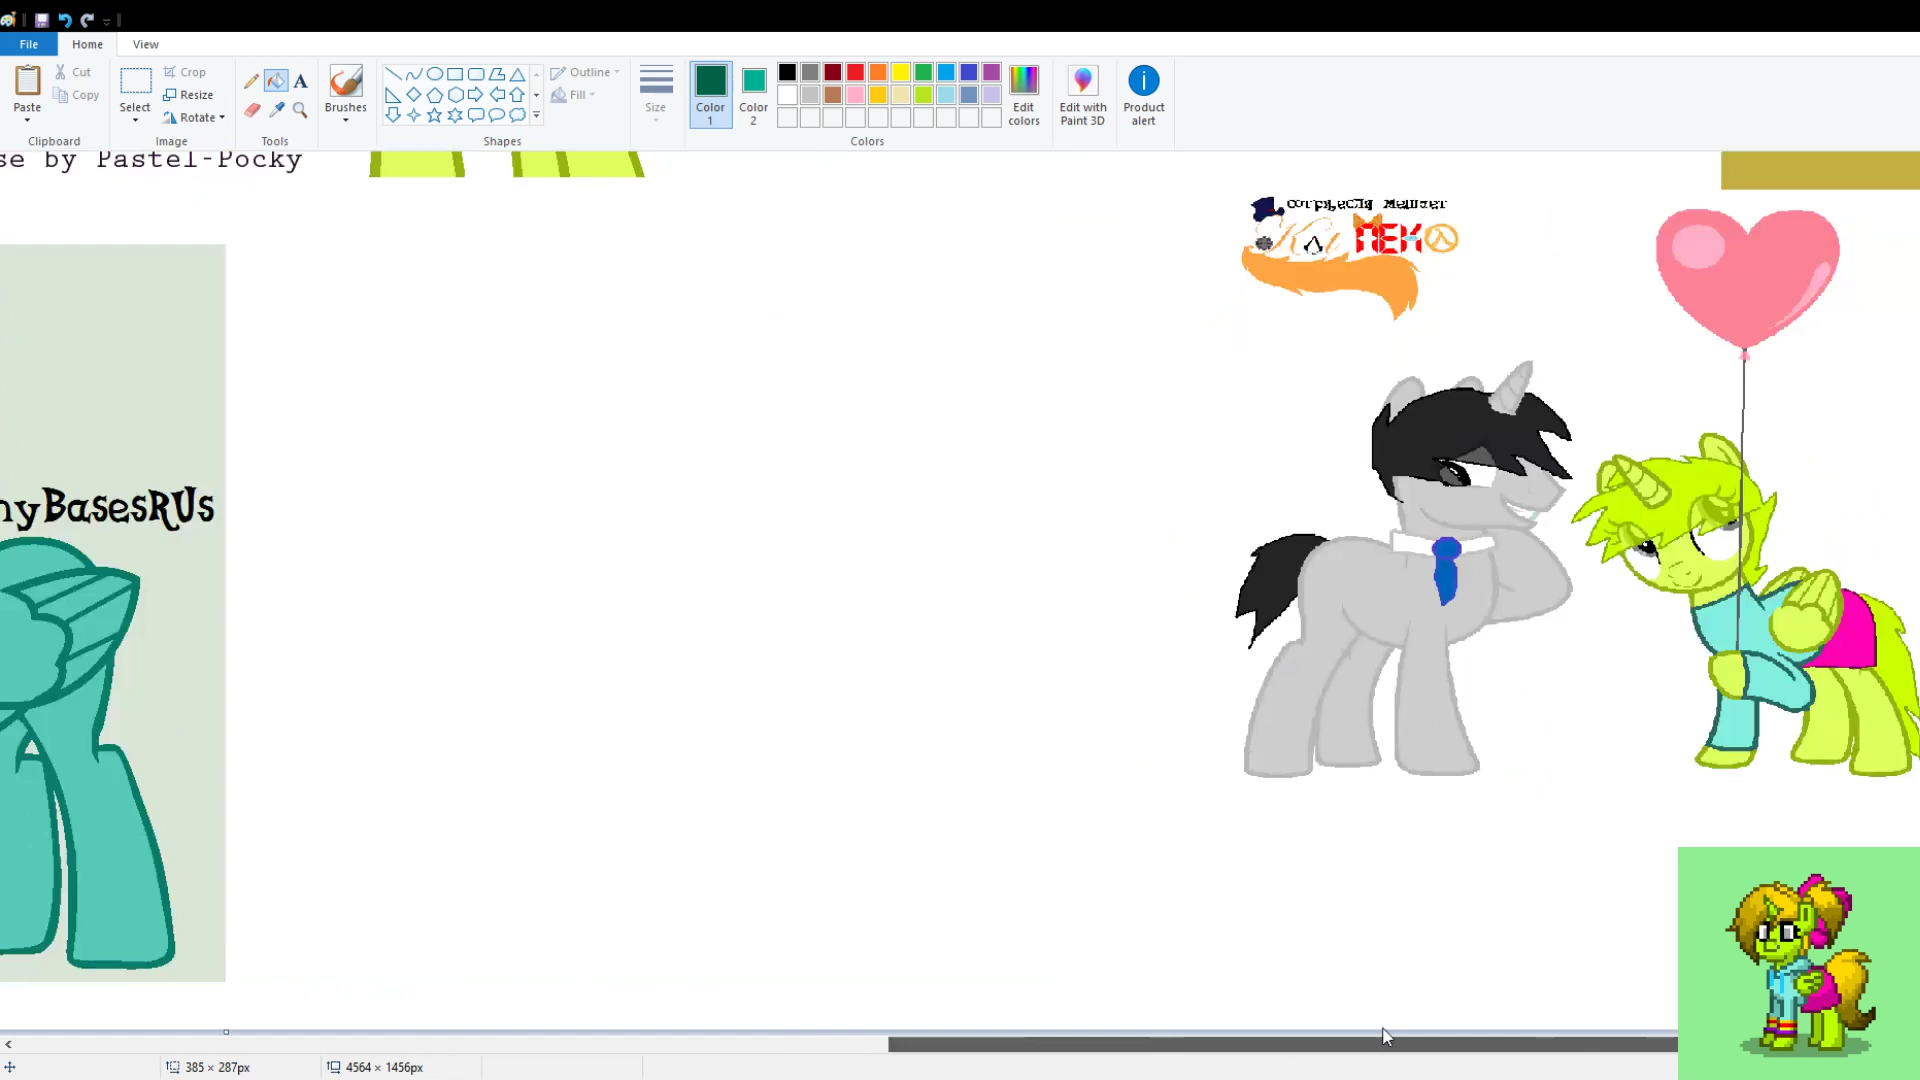 File Home View
Cut Crop A Outline
Paste Copy Select Resize Brushes Fill Size Color 1 Color 2 Edit colors Edit with Paint 3D Product alert
Rotate
Clipboard Image Tools Shapes Colors
se by Pastel-Pocky
NEK
nyBasesRUs
385 × 287px 4564 × 1456px